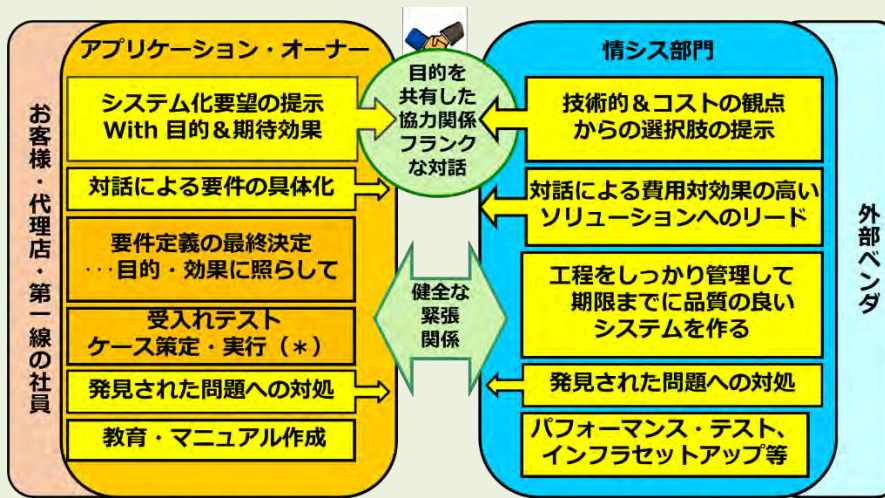 お客様・代理店・第一線の社員
アプリケーション・オーナー
システム化要望の提示
With 目的＆期待効果
対話による要件の具体化
要件定義の最終決定
…目的・効果に照らして
受入れテスト
ケース策定・実行（＊）
発見された問題への対処
教育・マニュアル作成
目的を
共有した
協力関係
フランク
な対話
健全な
緊張
関係
情シス部門
技術的＆コストの観点
からの選択肢の提示
対話による費用対効果の高い
ソリューションへのリード
工程をしっかり管理して
期限までに品質の良い
システムを作る
発見された問題への対処
パフォーマンス・テスト、
インフラセットアップ等
外部ベンダ